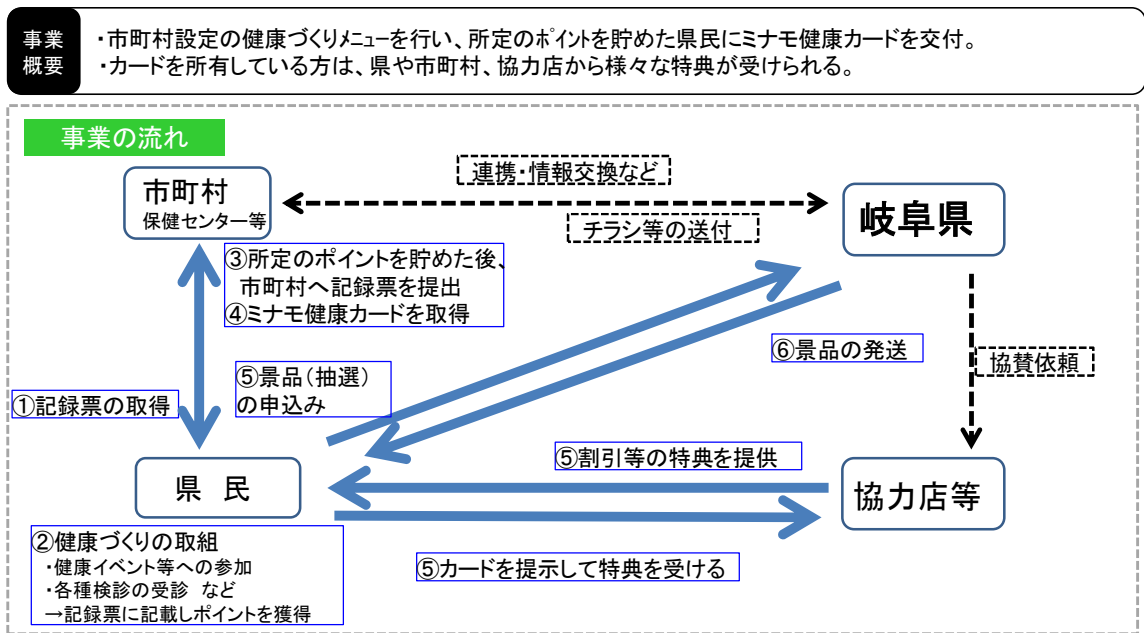 事業
概要
・市町村設定の健康づくりメニューを行い、所定のポイントを貯めた県民にミナモ健康カードを交付。
・カードを所有している方は、県や市町村、協力店から様々な特典が受けられる。
事業の流れ
市町村
保健センター等
連携・情報交換など
チラシ等の送付
岐阜県
③所定のポイントを貯めた後、
市町村へ記録票を提出
④ミナモ健康カードを取得
⑥景品の発送
協賛依頼
⑤景品(抽選)
の申込み
①記録票の取得
県 民
⑤割引等の特典を提供
協力店等
②健康づくりの取組
・健康イベント等への参加
・各種検診の受診 など
→記録票に記載しポイントを獲得
⑤カードを提示して特典を受ける